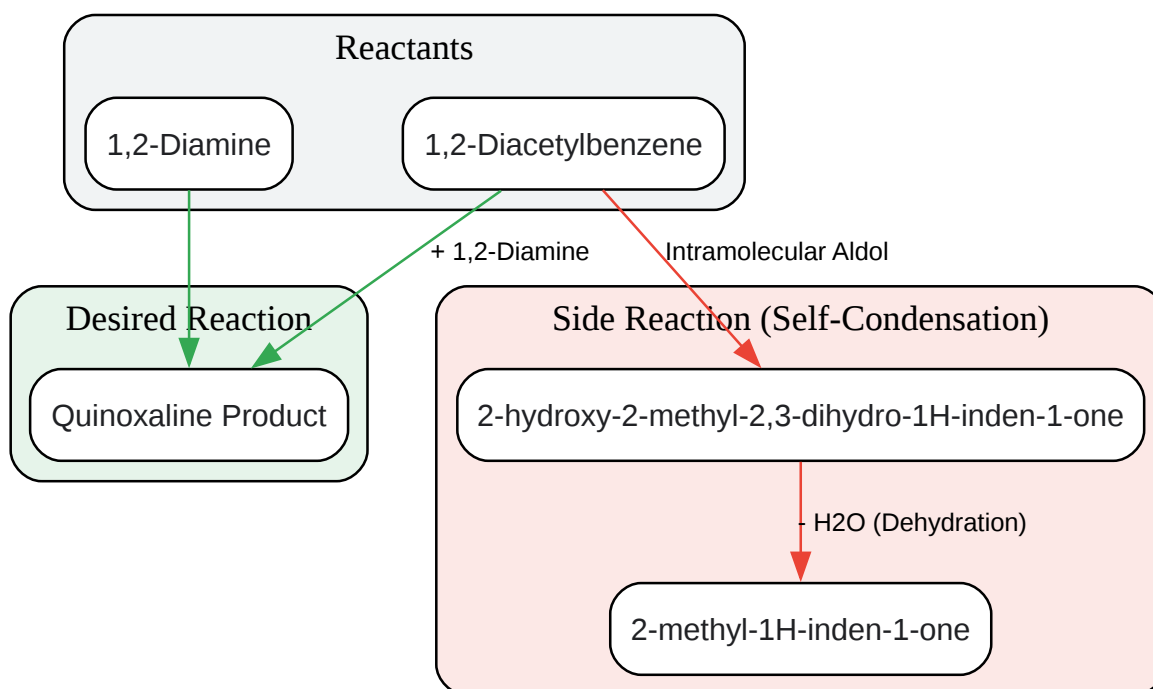 Reactants
1,2-Diamine
1,2-Diacetylbenzene
+ 1,2-Diamine
Intramolecular Aldol
Desired Reaction
Side Reaction (Self-Condensation)
Quinoxaline Product
2-hydroxy-2-methyl-2,3-dihydro-1H-inden-1-one
- H2O (Dehydration)
2-methyl-1H-inden-1-one